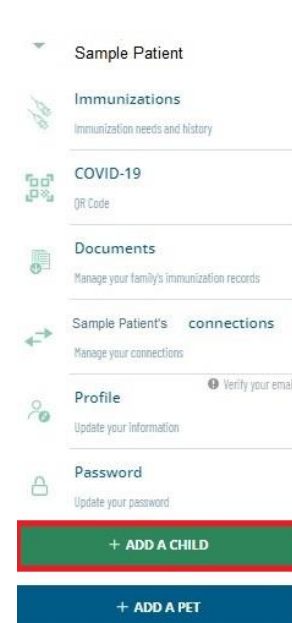 Sample Patient
Immunizations
Immunization needs and history
COVID-19
QR Code
Documents
Manage your family's immunization records
Sample Patient's connections
Manage your connections
Verify your email
Profile
Update your information
Password
Update your password
+ ADD A CHILD
+ ADD A PET